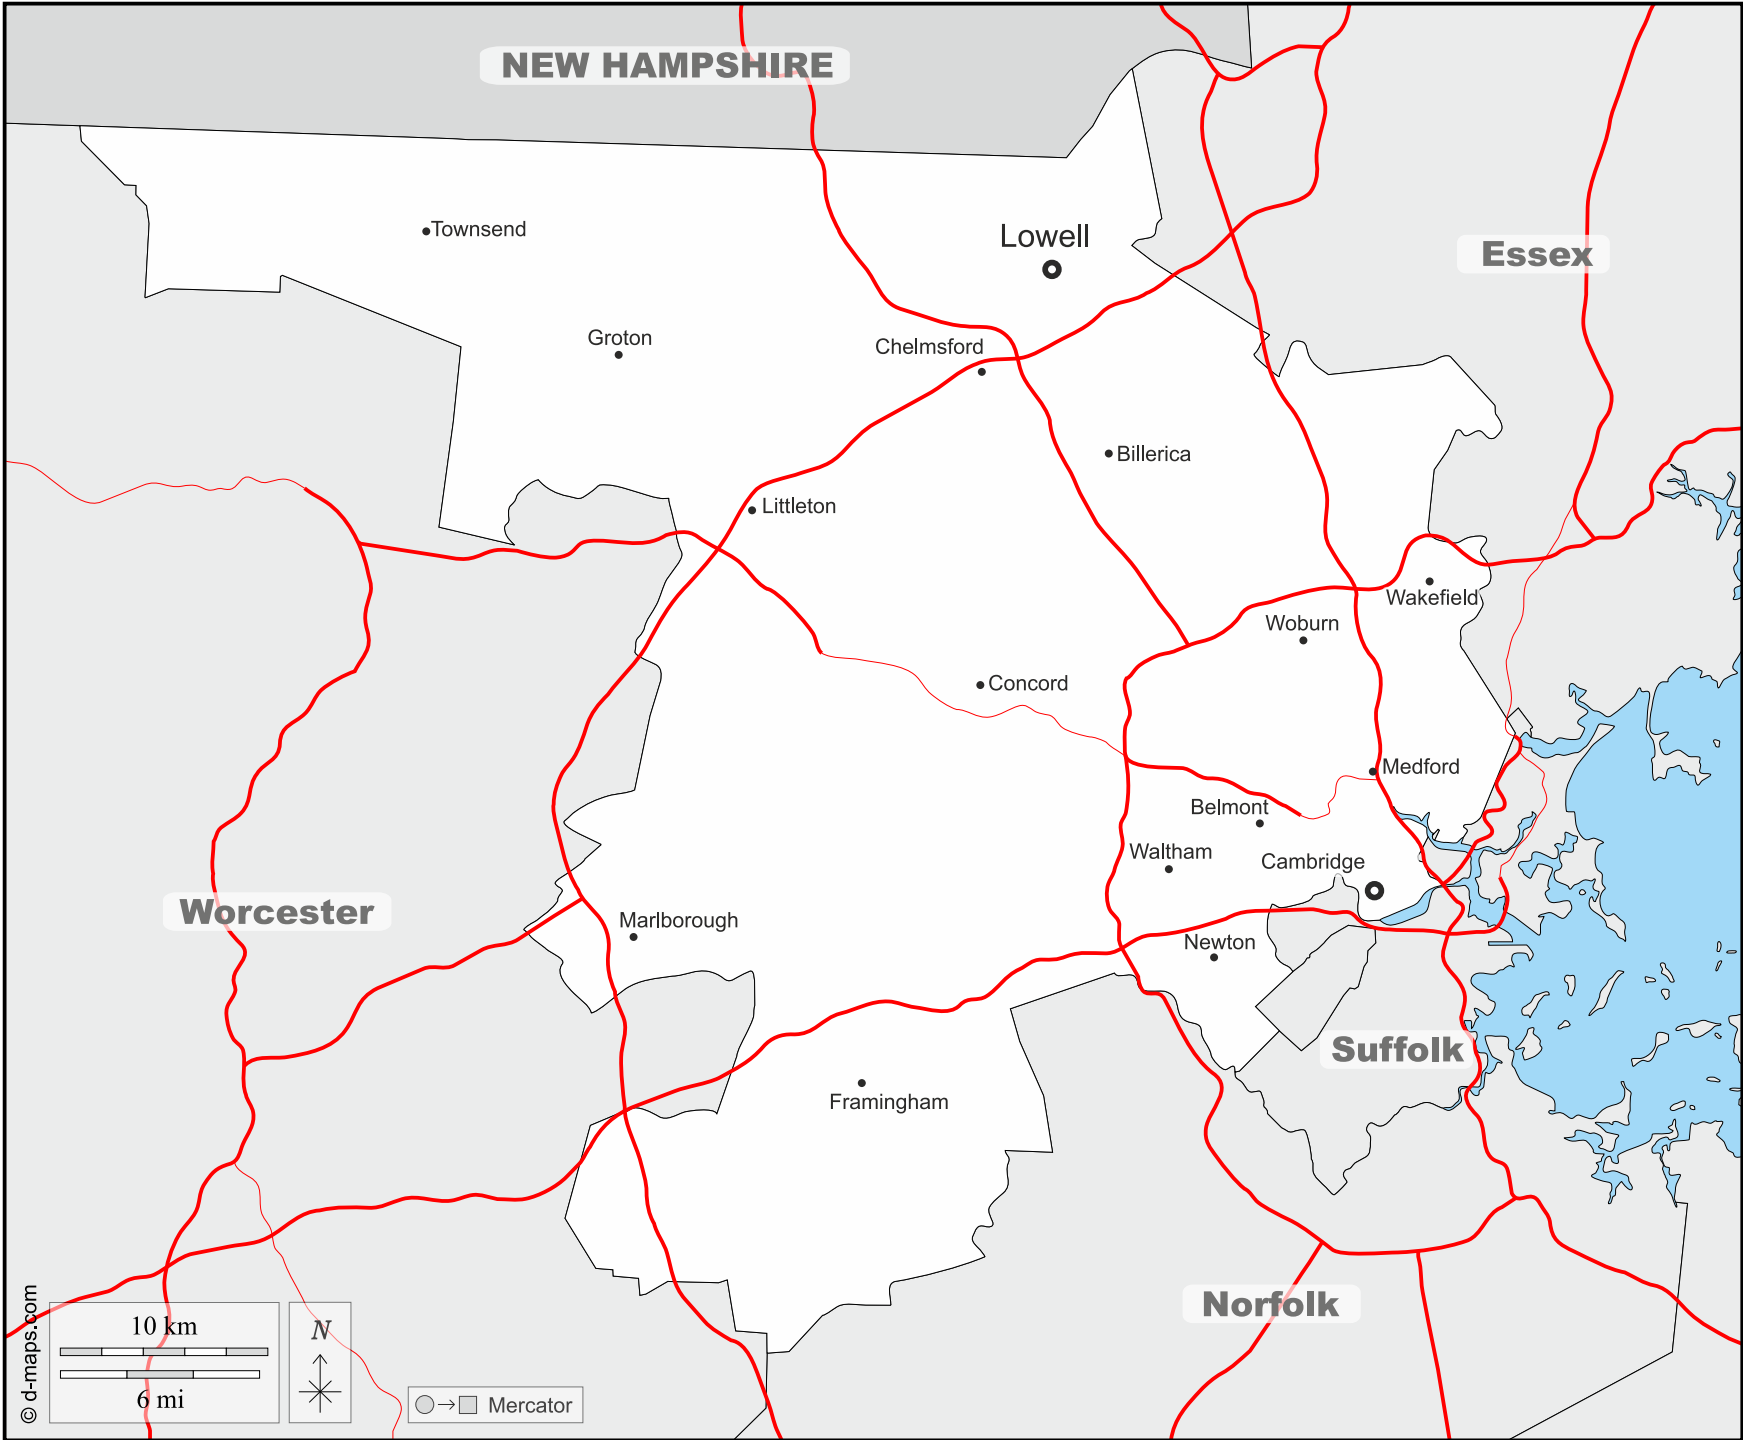 NEW HAMPSHIRE
Townsend
Lowell
Essex
Groton
Chelmsford
Billerica
Littleton
Wakefield
Woburn
Concord
Medford
Belmont
Waltham
Cambridge
Worcester
Marlborough
Newton
Suffolk
Framingham
Norfolk
© d-maps.com
10 km
6 mi
N
Mercator